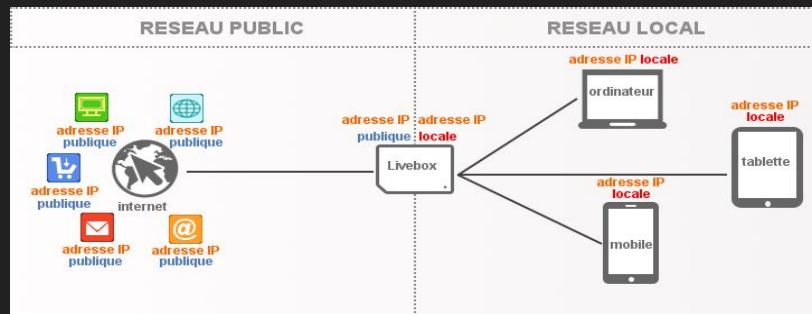 RESEAU PUBLIC
RESEAU LOCAL
adresse IP
publique
adresse IP
publique
adresse IP
publique
internet
adresse IP
publique
adresse IP
publique
adresse IP
publique
adresse IP
locale
Livebox
adresse IP locale
ordinateur
adresse IP
locale
tablette
adresse IP
locale
mobile